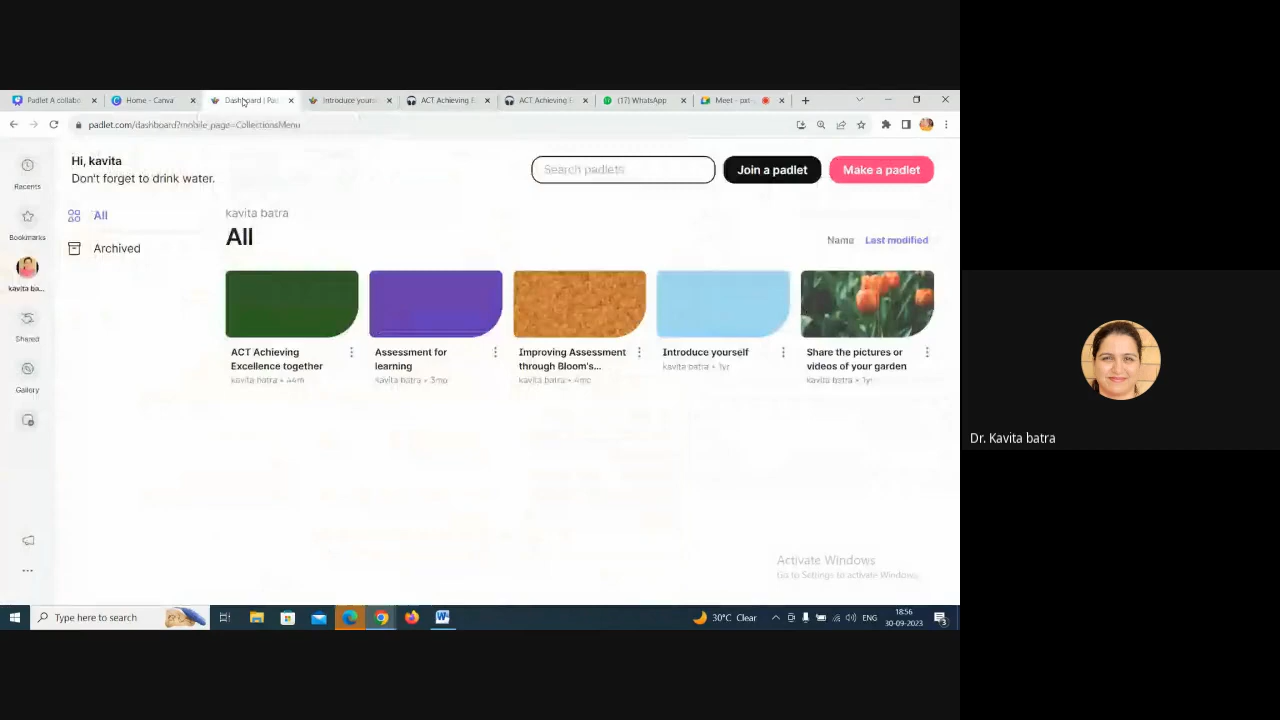 Padlet A collabo
Home - Canva
Dashboard | Pad
Introduce yours
ACT Achieving E
ACT Achieving E
(17) WhatsApp
Meet - pat-
padlet.com/dashboard?mobile_page=CollectionsMenu
Hi, kavita
Don't forget to drink water.
Search padlets
Join a padlet
Make a padlet
Recents
Bookmarks
kavita ba...
Shared
Gallery
All
Archived
kavita batra
All
Name
Last modified
ACT Achieving
Excellence together
kavita batra • 44m
Assessment for
learning
kavita batra • 3mo
Improving Assessment
through Bloom's...
kavita batra • 4mo
Introduce yourself
kavita batra • 1yr
Share the pictures or
videos of your garden
kavita batra • 1yr
Activate Windows
Go to Settings to activate Windows.
Type here to search
30°C Clear
ENG
18:56
30-09-2023
3
Dr. Kavita batra